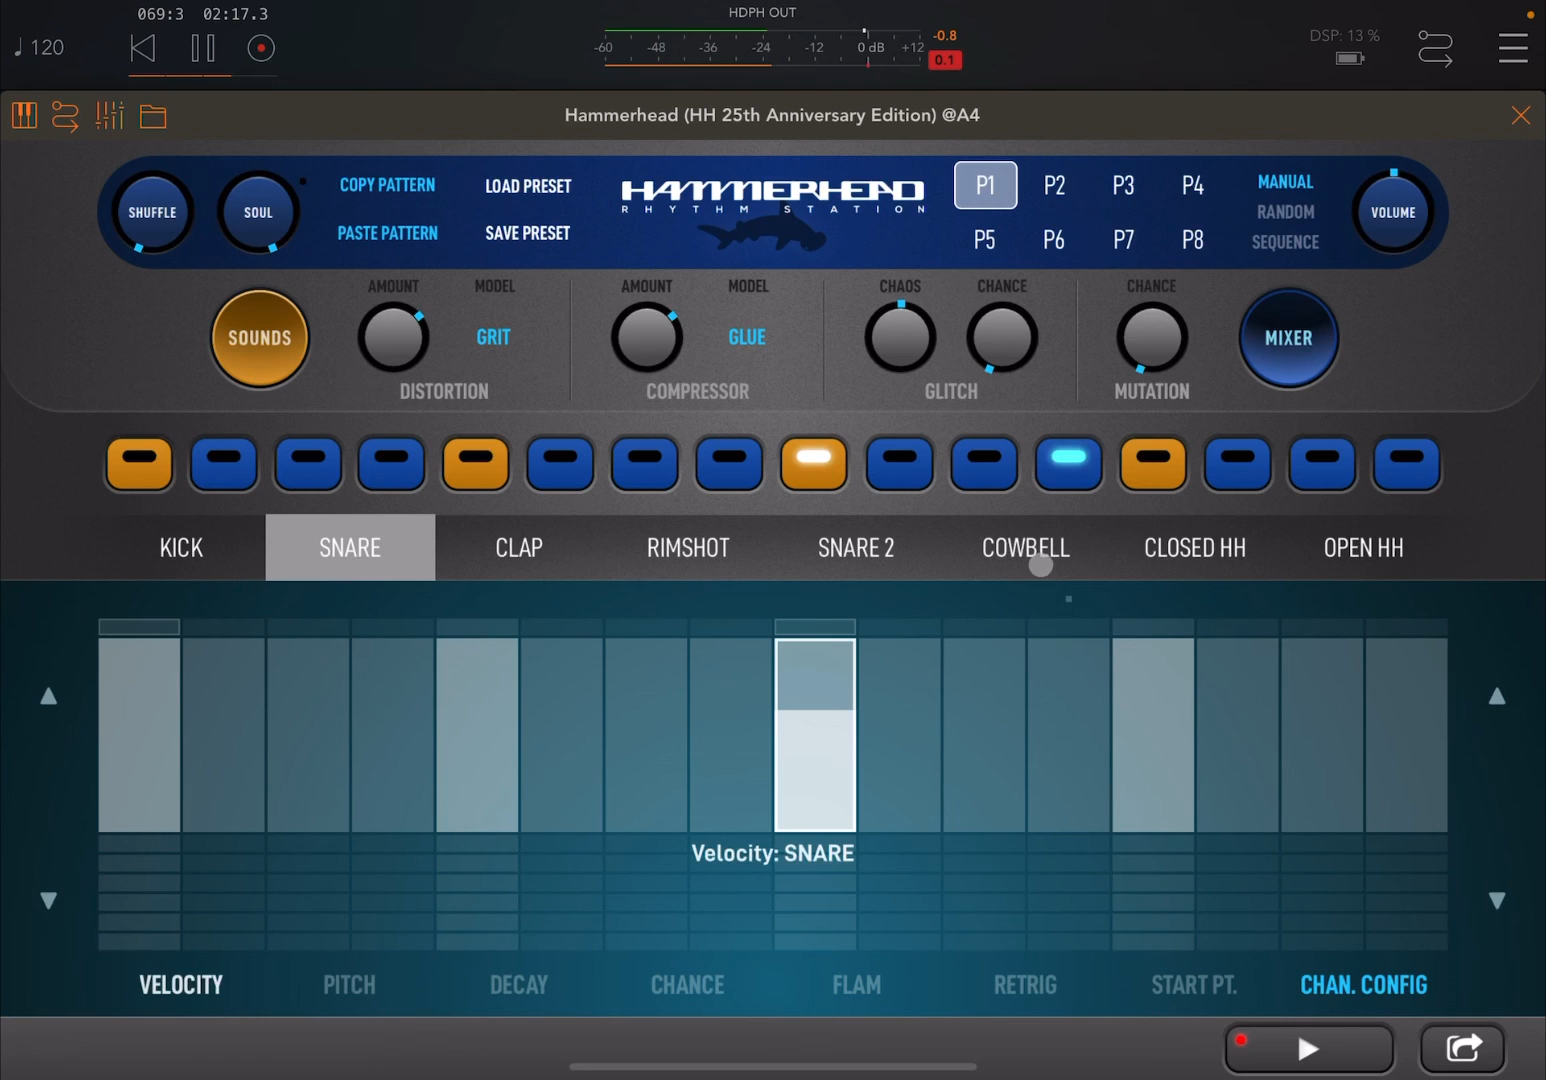 069:3 02:17.3
HDPH OUT
♩ 120
-60 -48 -36 -24 -12 0 dB +12
-0.8
0.1
DSP: 13 %
Hammerhead (HH 25th Anniversary Edition) @A4
SHUFFLE
SOUL
COPY PATTERN
PASTE PATTERN
LOAD PRESET
SAVE PRESET
HAMMERHEAD
RHYTHM STATION
P1 P2 P3 P4
P5 P6 P7 P8
MANUAL
RANDOM
SEQUENCE
VOLUME
SOUNDS
AMOUNT MODEL
GRIT
DISTORTION
AMOUNT MODEL
GLUE
COMPRESSOR
CHAOS CHANCE
GLITCH
CHANCE
MUTATION
MIXER
KICK SNARE CLAP RIMSHOT SNARE 2 COWBELL CLOSED HH OPEN HH
Velocity: SNARE
VELOCITY PITCH DECAY CHANCE FLAM RETRIG START PT. CHAN. CONFIG